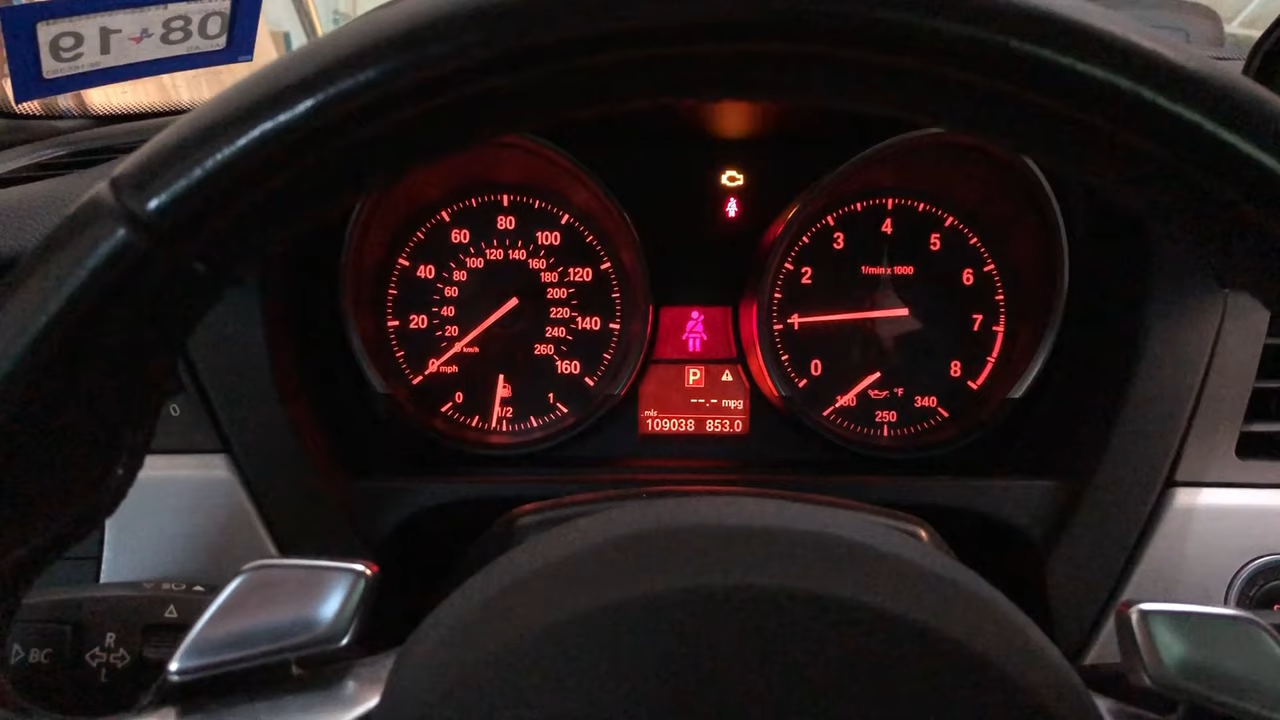 08 19
80
60 100
120 140
100 160
40 80 180 120
60 200
40 220
20 20 240 140
0 km/h 260
0 mph 160
0 1/2 1
P
--.- mpg
mls
109038 853.0
4
3 5
1/min x 1000
2 6
1 7
0 8
°F
160 340
250
0
BC
R
L